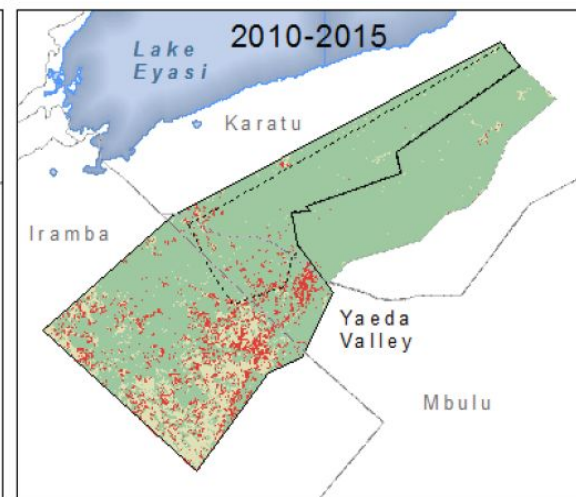 2010-2015
Lake
Eyasi
Karatu
Iramba
Yaeda
Valley
Mbulu